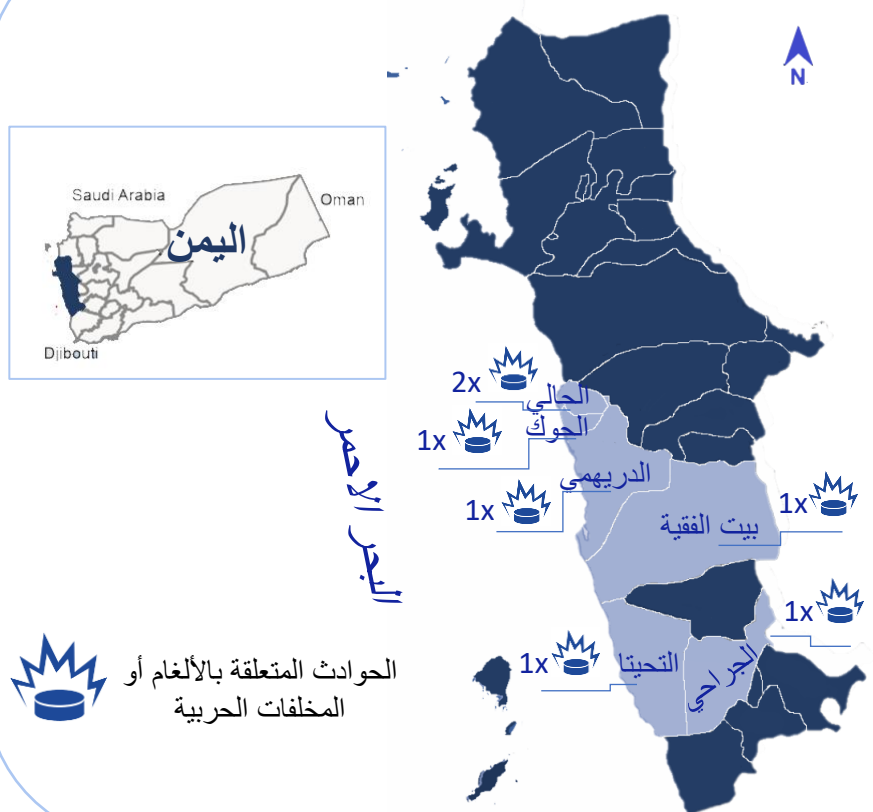 N
Saudi Arabia
Oman
اليمن
Djibouti
2x
الحالي
الحوك
1x
الدريهمي
1x
1x
بيت الفقية
البحر الاحمر
1x
1x
التحيتا
الجراحي
الحوادث المتعلقة بالألغام أو
المخلفات الحربية